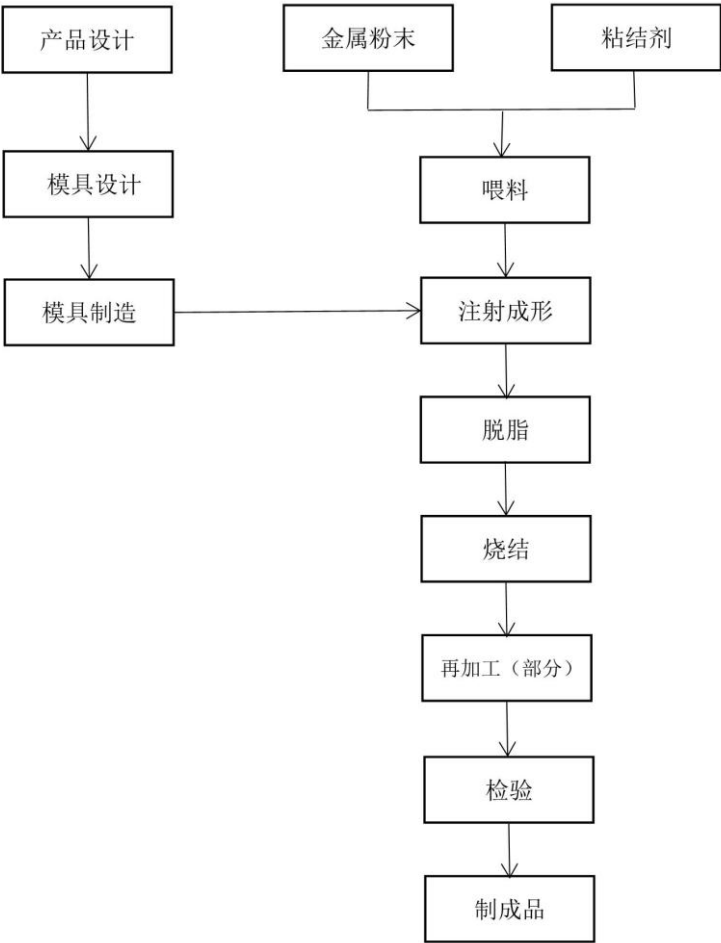 产品设计
金属粉末
粘结剂
模具设计
喂料
模具制造
注射成形
脱脂
烧结
再加工（部分）
检验
制成品